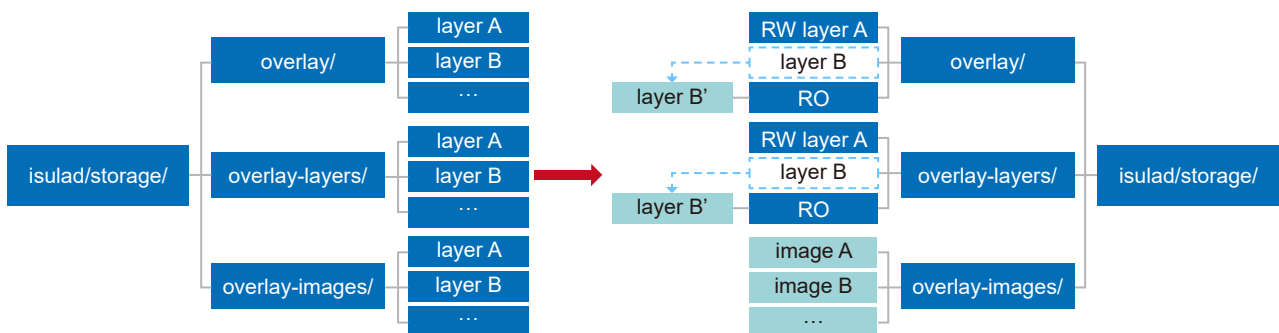 isulad/storage/
overlay/
layer A
layer B
…
overlay-layers/
layer A
layer B
…
overlay-images/
layer A
layer B
…
RW layer A
layer B
layer B’
RO
overlay/
RW layer A
layer B
layer B’
RO
overlay-layers/
image A
image B
…
overlay-images/
isulad/storage/